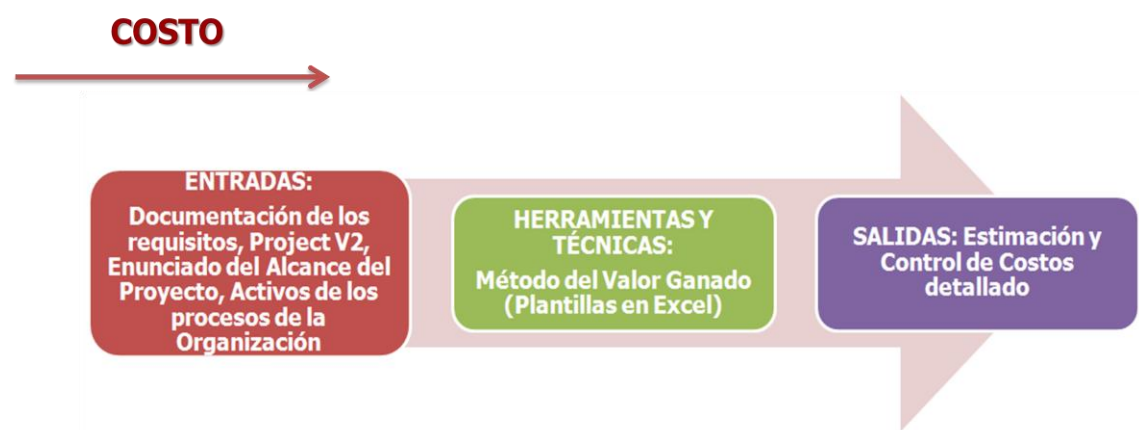 COSTO
ENTRADAS:
Documentación de los
requisitos, Project V2,
Enunciado del Alcance del
Proyecto, Activos de los
procesos de la
Organización
HERRAMIENTAS Y
TÉCNICAS:
Método del Valor Ganado
(Plantillas en Excel)
SALIDAS: Estimación y
Control de Costos
detallado